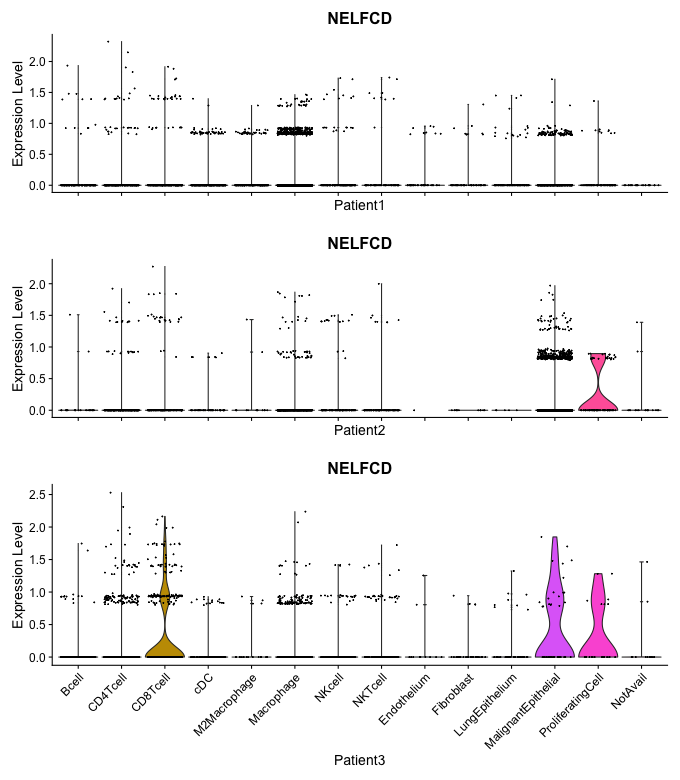 NELFCD
Expression Level
2.0
1.5
1.0
0.5
0.0
Patient1
NELFCD
Expression Level
2.0
1.5
1.0
0.5
0.0
Patient2
NELFCD
Expression Level
2.5
2.0
1.5
1.0
0.5
0.0
Bcell
CD4Tcell
CD8Tcell
cDC
M2Macrophage
Macrophage
NKcell
NKTcell
Endothelium
Fibroblast
LungEpithelium
MalignantEpithelial
ProliferatingCell
NotAvail
Patient3